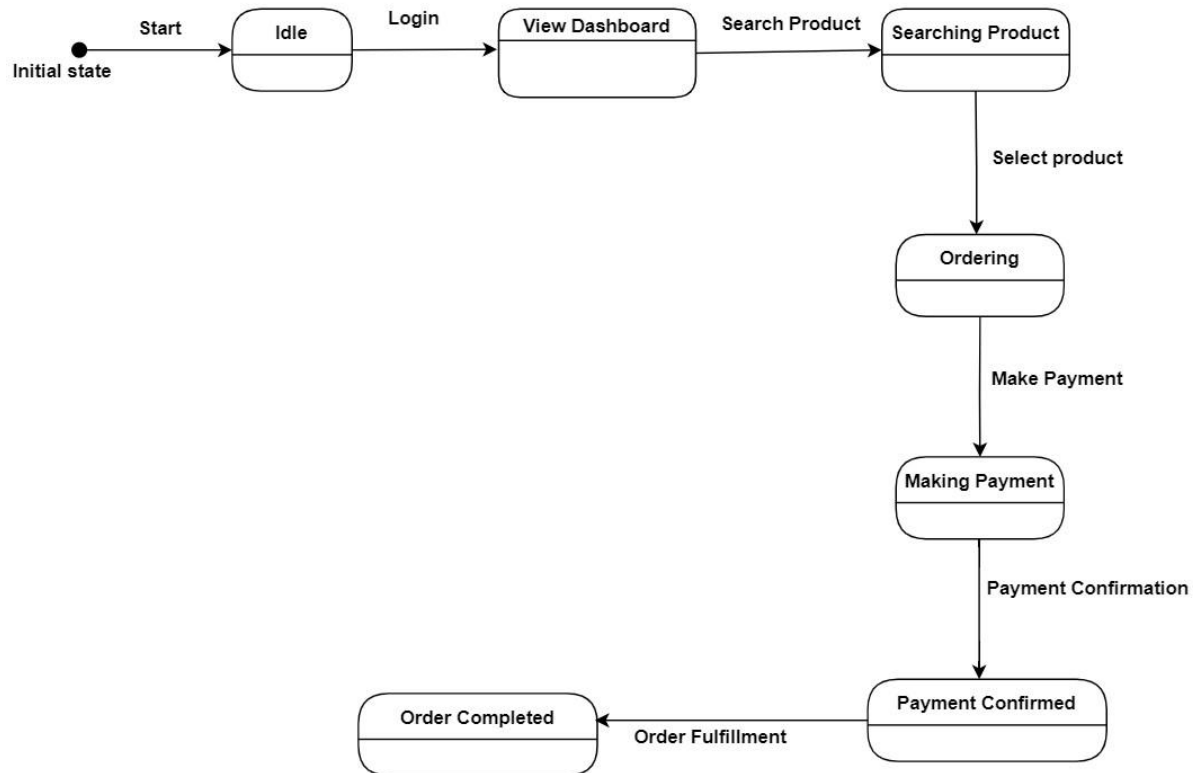 Start
Idle
Login
View Dashboard
Search Product
Searching Product
Initial state
Select product
Ordering
Make Payment
Making Payment
Payment Confirmation
Payment Confirmed
Order Completed
Order Fulfillment